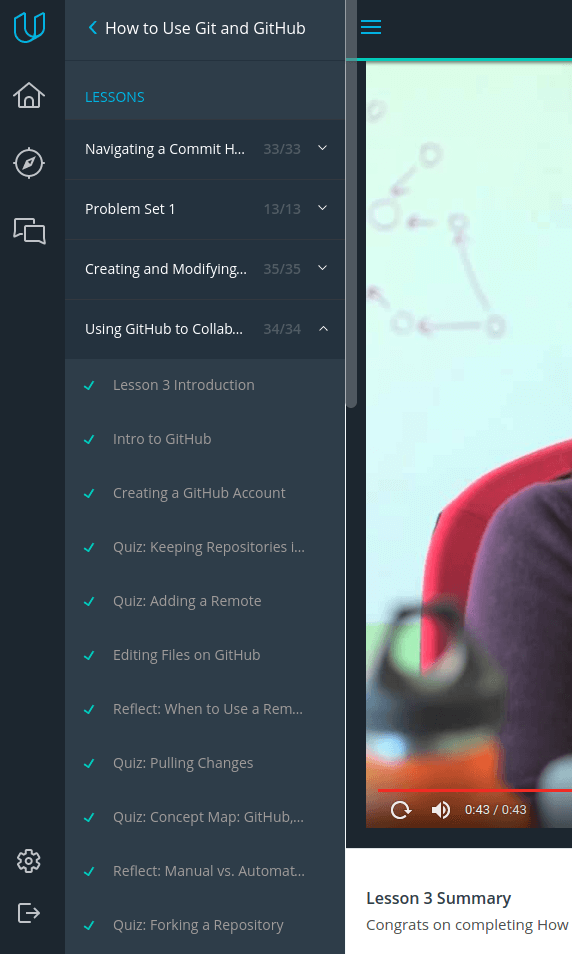 How to Use Git and GitHub
LESSONS
Navigating a Commit H... 33/33
Problem Set 1 13/13
Creating and Modifying... 35/35
Using GitHub to Collab... 34/34
Lesson 3 Introduction
Intro to GitHub
Creating a GitHub Account
Quiz: Keeping Repositories i...
Quiz: Adding a Remote
Editing Files on GitHub
Reflect: When to Use a Rem...
Quiz: Pulling Changes
Quiz: Concept Map: GitHub,...
Reflect: Manual vs. Automat...
Quiz: Forking a Repository
0:43 / 0:43
Lesson 3 Summary
Congrats on completing How